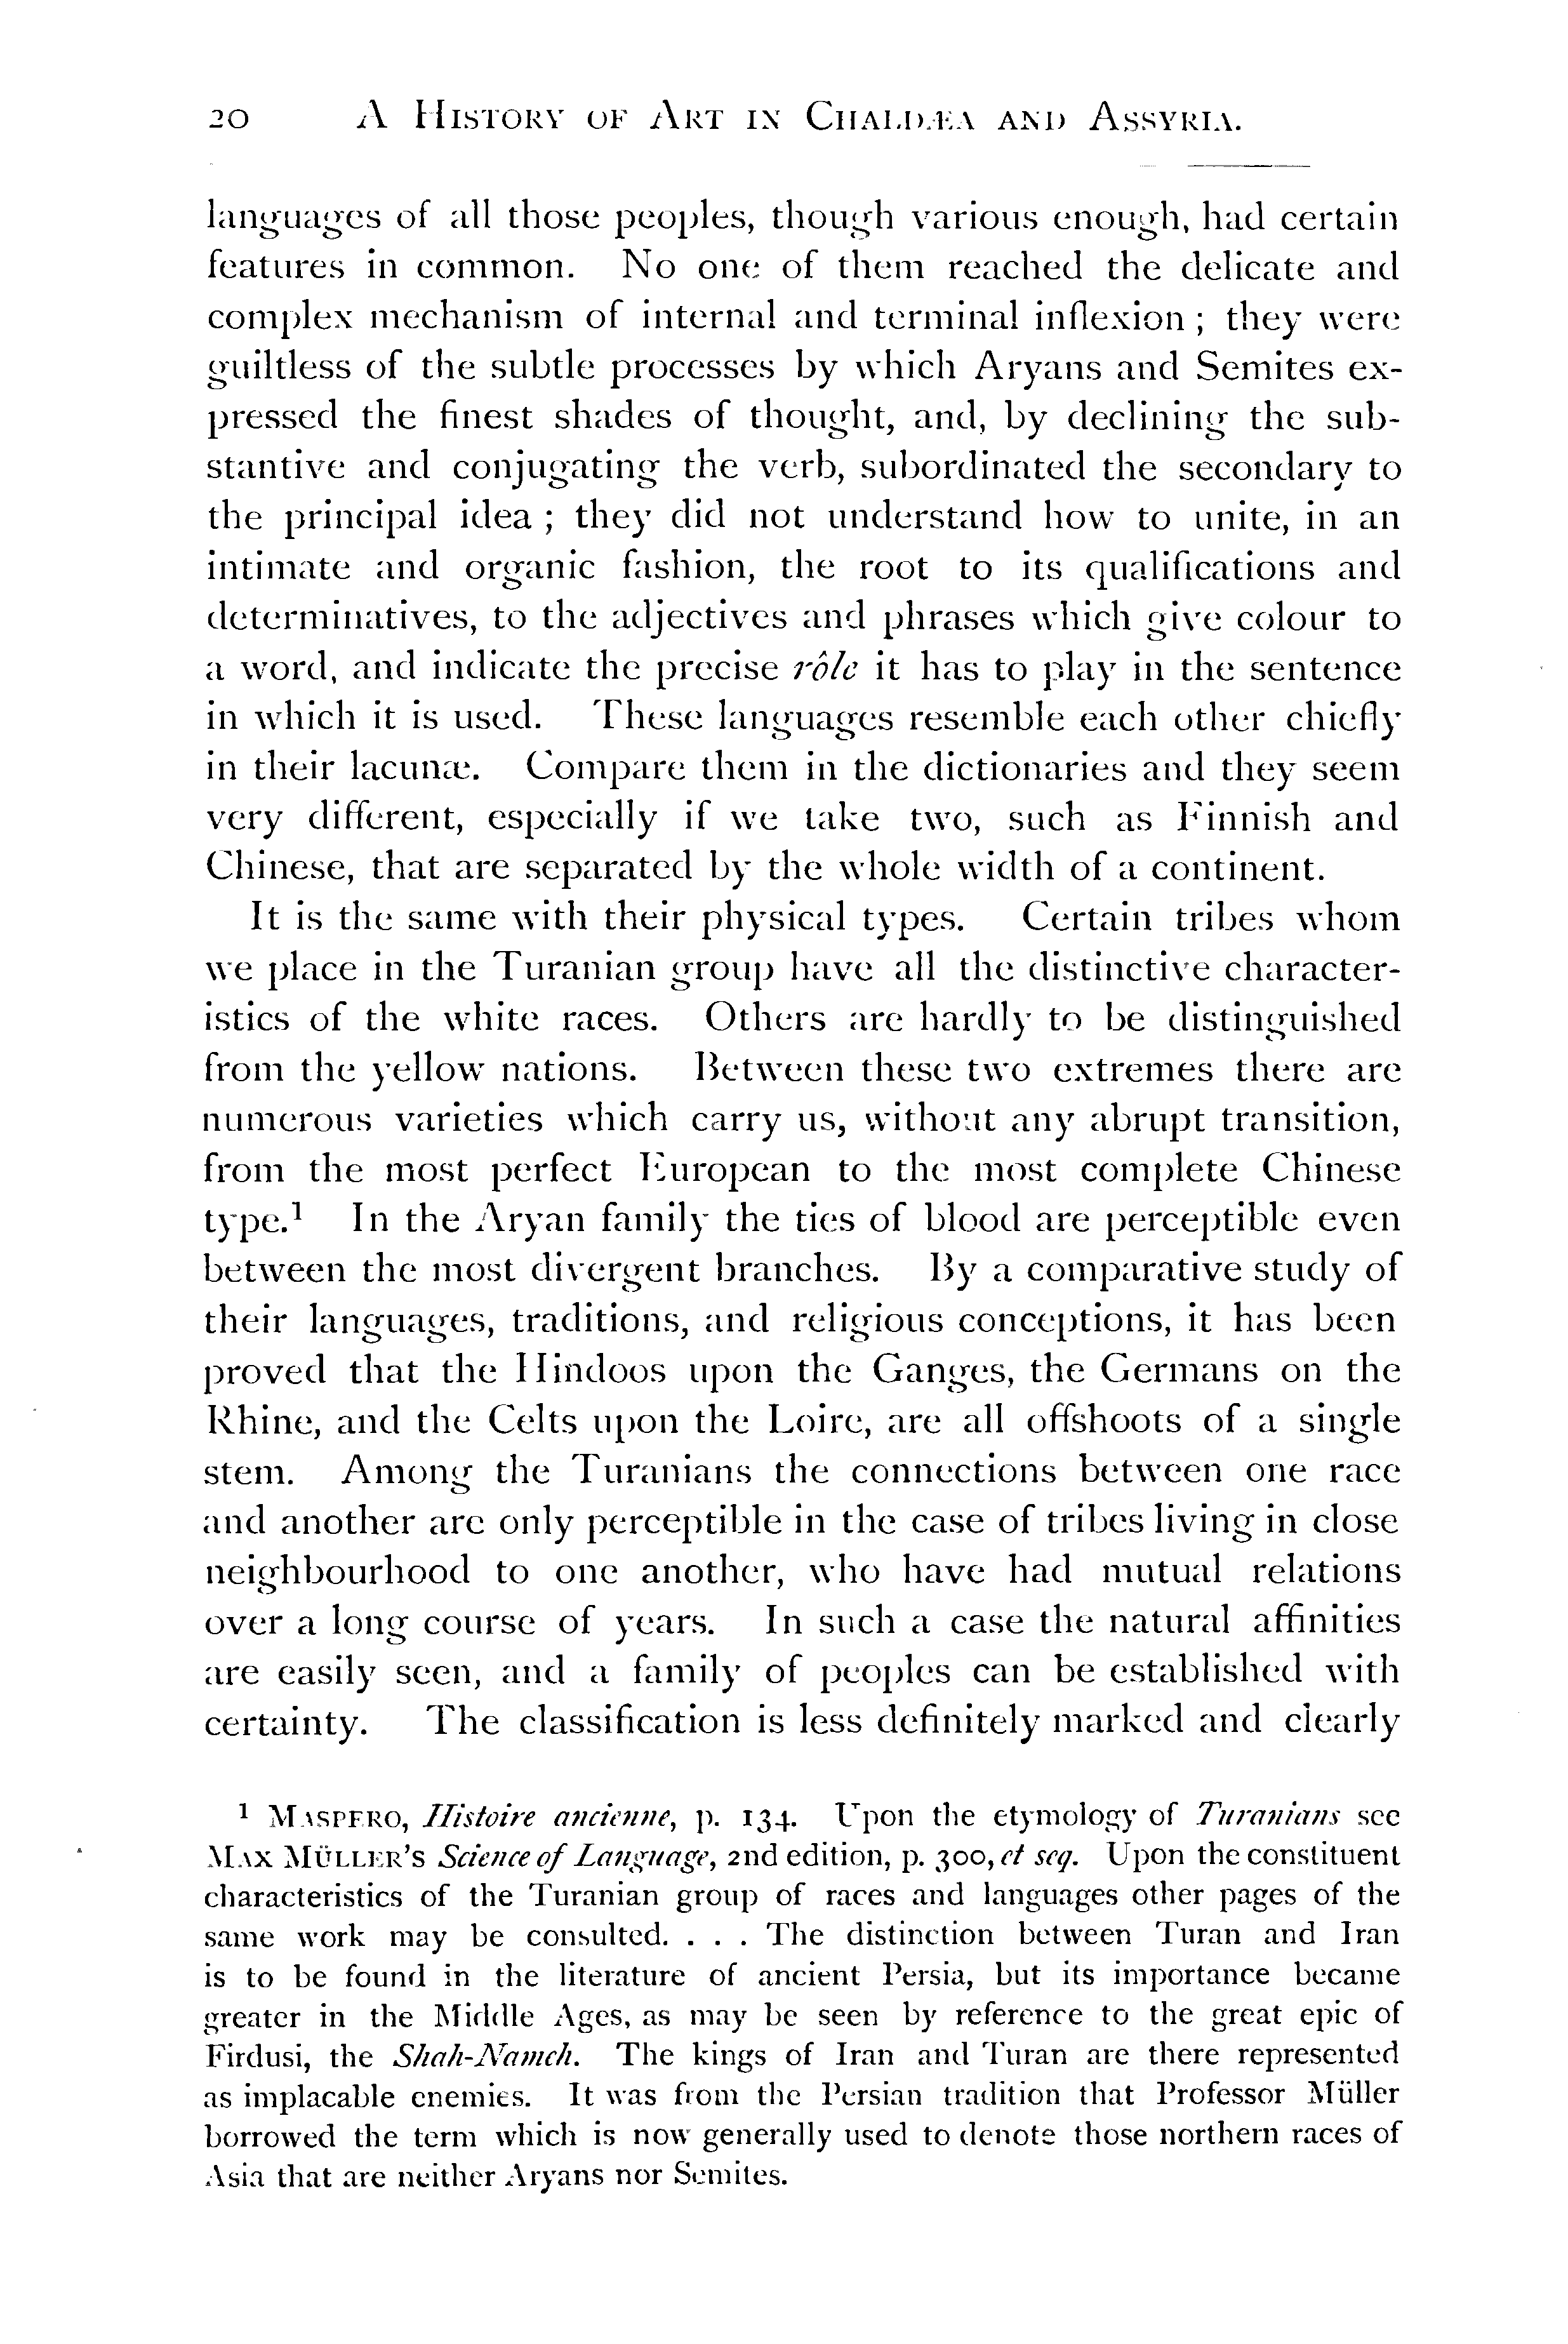 20 A HISTORY OF ART IN CHALDÆA AND ASSYRIA.
languages of all those peoples, though various enough, had certain
features in common. No one of them reached the delicate and
complex mechanism of internal and terminal inflexion ; they were
guiltless of the subtle processes by which Aryans and Semites ex-
pressed the finest shades of thought, and, by declining the sub-
stantive and conjugating the verb, subordinated the secondary to
the principal idea ; they did not understand how to unite, in an
intimate and organic fashion, the root to its qualifications and
determinatives, to the adjectives and phrases which give colour to
a word, and indicate the precise rôle it has to play in the sentence
in which it is used. These languages resemble each other chiefly
in their lacunæ. Compare them in the dictionaries and they seem
very different, especially if we take two, such as Finnish and
Chinese, that are separated by the whole width of a continent.
It is the same with their physical types. Certain tribes whom
we place in the Turanian group have all the distinctive character-
istics of the white races. Others are hardly to be distinguished
from the yellow nations. Between these two extremes there are
numerous varieties which carry us, without any abrupt transition,
from the most perfect European to the most complete Chinese
type.¹ In the Aryan family the ties of blood are perceptible even
between the most divergent branches. By a comparative study of
their languages, traditions, and religious conceptions, it has been
proved that the Hindoos upon the Ganges, the Germans on the
Rhine, and the Celts upon the Loire, are all offshoots of a single
stem. Among the Turanians the connections between one race
and another are only perceptible in the case of tribes living in close
neighbourhood to one another, who have had mutual relations
over a long course of years. In such a case the natural affinities
are easily seen, and a family of peoples can be established with
certainty. The classification is less definitely marked and clearly
¹ MASPERO, Histoire ancienne, p. 134. Upon the etymology of Turanians see
MAX MÜLLER'S Science of Language, 2nd edition, p. 300, et seq. Upon the constituent
characteristics of the Turanian group of races and languages other pages of the
same work may be consulted. . . . The distinction between Turan and Iran
is to be found in the literature of ancient Persia, but its importance became
greater in the Middle Ages, as may be seen by reference to the great epic of
Firdusi, the Shah-Nameh. The kings of Iran and Turan are there represented
as implacable enemies. It was from the Persian tradition that Professor Müller
borrowed the term which is now generally used to denote those northern races of
Asia that are neither Aryans nor Semites.